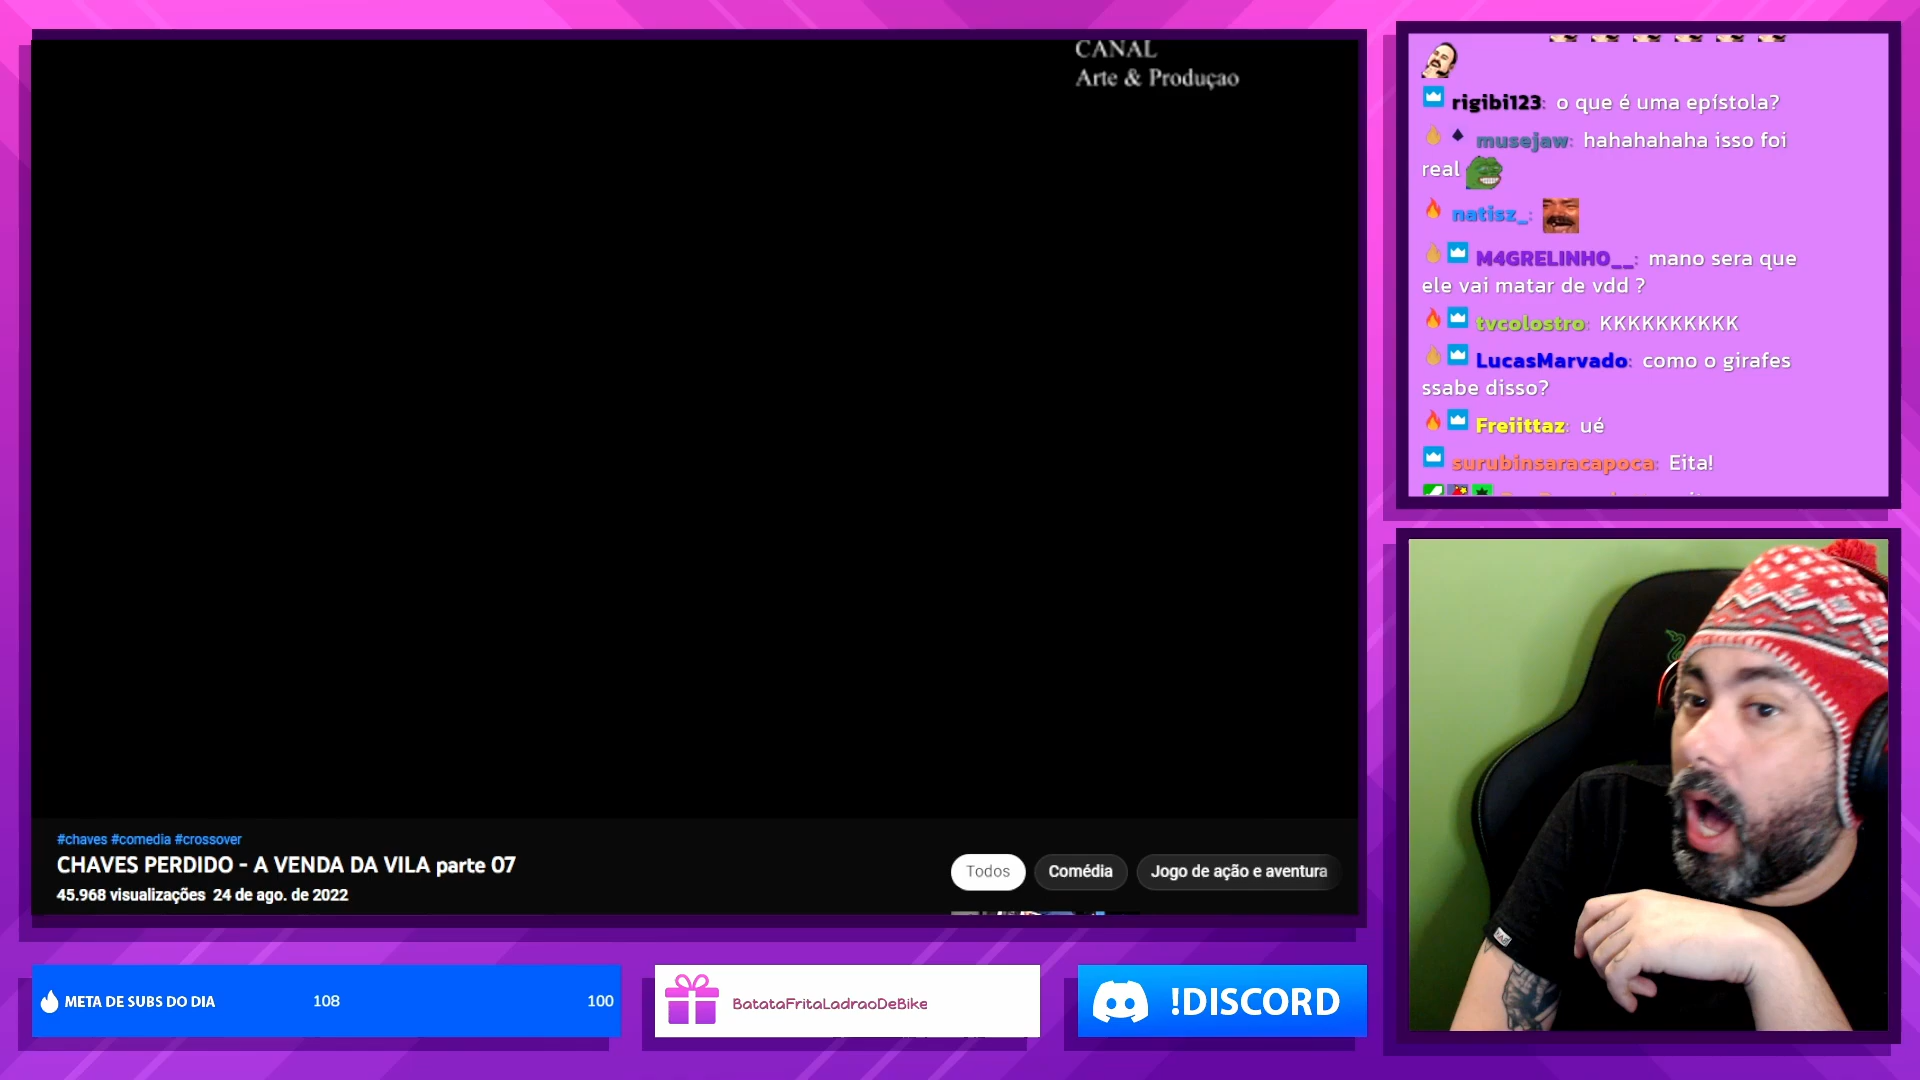 CANAL
Arte & Produçao
rigibi123: o que é uma epístola?
musejaw: hahahahaha isso foi
real
natisz_:
M4GRELINHO__: mano sera que
ele vai matar de vdd ?
tvcolostro: KKKKKKKKKK
LucasMarvado: como o girafes
ssabe disso?
Freiittaz: ué
surubinsaracapoca: Eita!
#chaves #comedia #crossover
CHAVES PERDIDO - A VENDA DA VILA parte 07
45.968 visualizações 24 de ago. de 2022
Todos
Comédia
Jogo de ação e aventura
META DE SUBS DO DIA 108 100
BatataFritaLadraoDeBike
!DISCORD